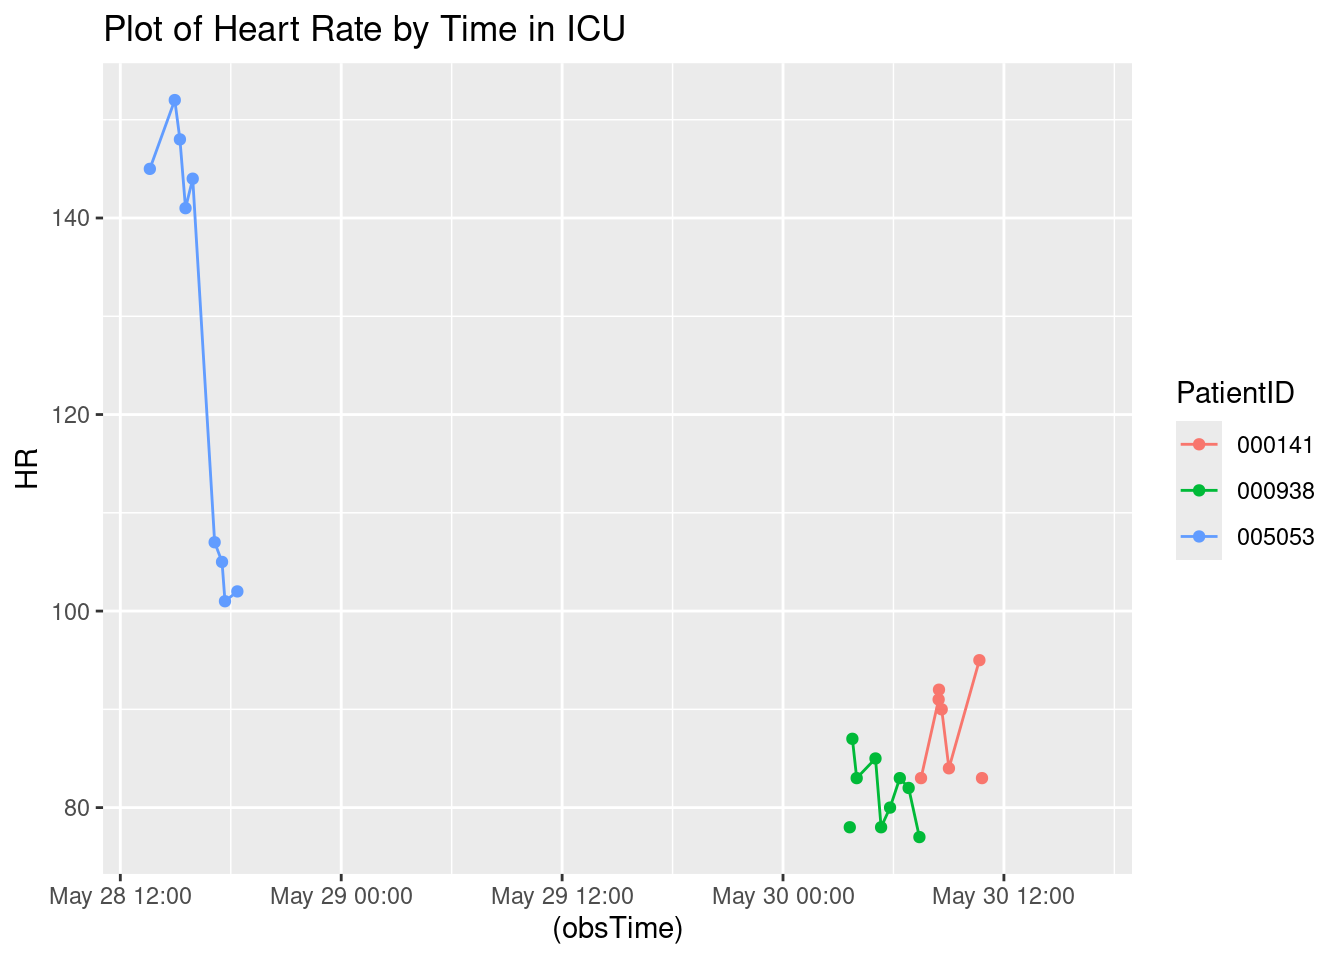 Plot of Heart Rate by Time in ICU
HR
140
120
100
80
May 28 12:00
May 29 00:00
May 29 12:00
May 30 00:00
May 30 12:00
(obsTime)
PatientID
000141
000938
005053